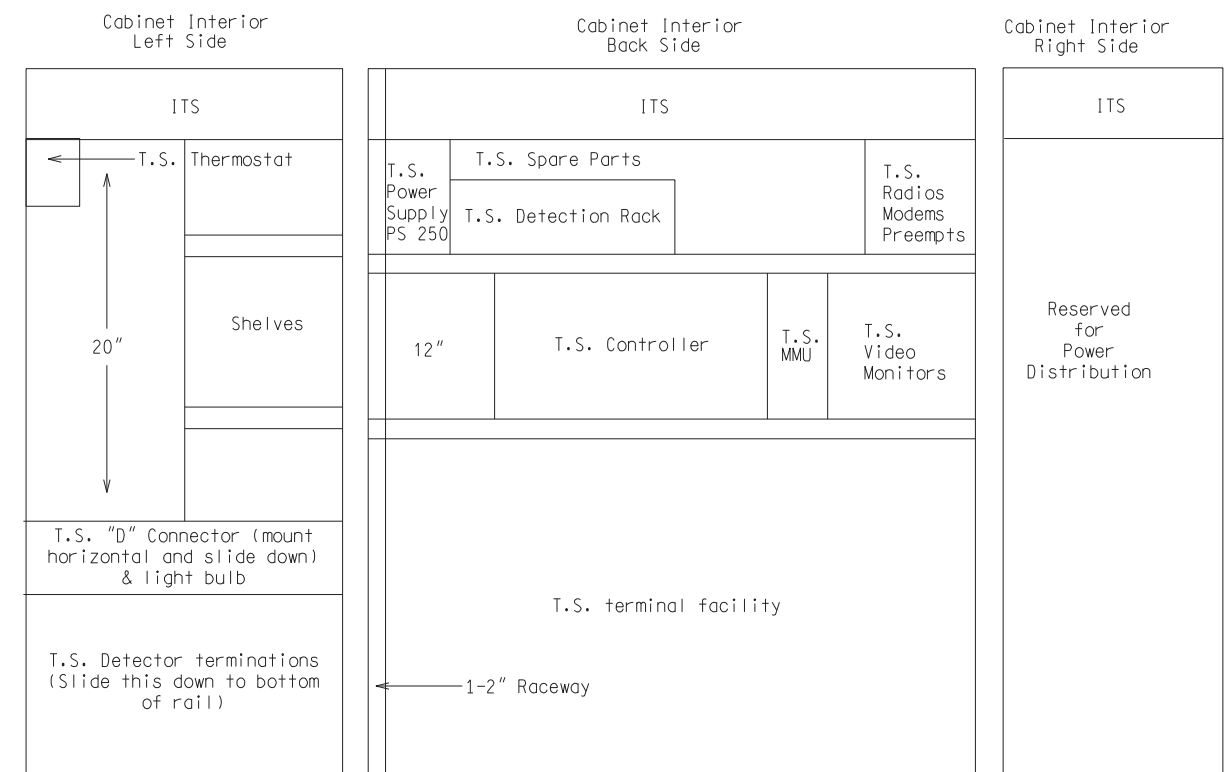 Cabinet Interior
Left Side
Cabinet Interior
Back Side
Cabinet Interior
Right Side
ITS
ITS
ITS
T.S. Thermostat
20"
Shelves
T.S. "D" Connector (mount
horizontal and slide down)
& light bulb
T.S. Detector terminations
(Slide this down to bottom
of rail)
T.S.
Power
Supply
PS 250
T.S. Spare Parts
T.S. Detection Rack
T.S.
Radios
Modems
Preempts
12"
T.S. Controller
T.S.
MMU
T.S.
Video
Monitors
T.S. terminal facility
1-2" Raceway
Reserved
for
Power
Distribution